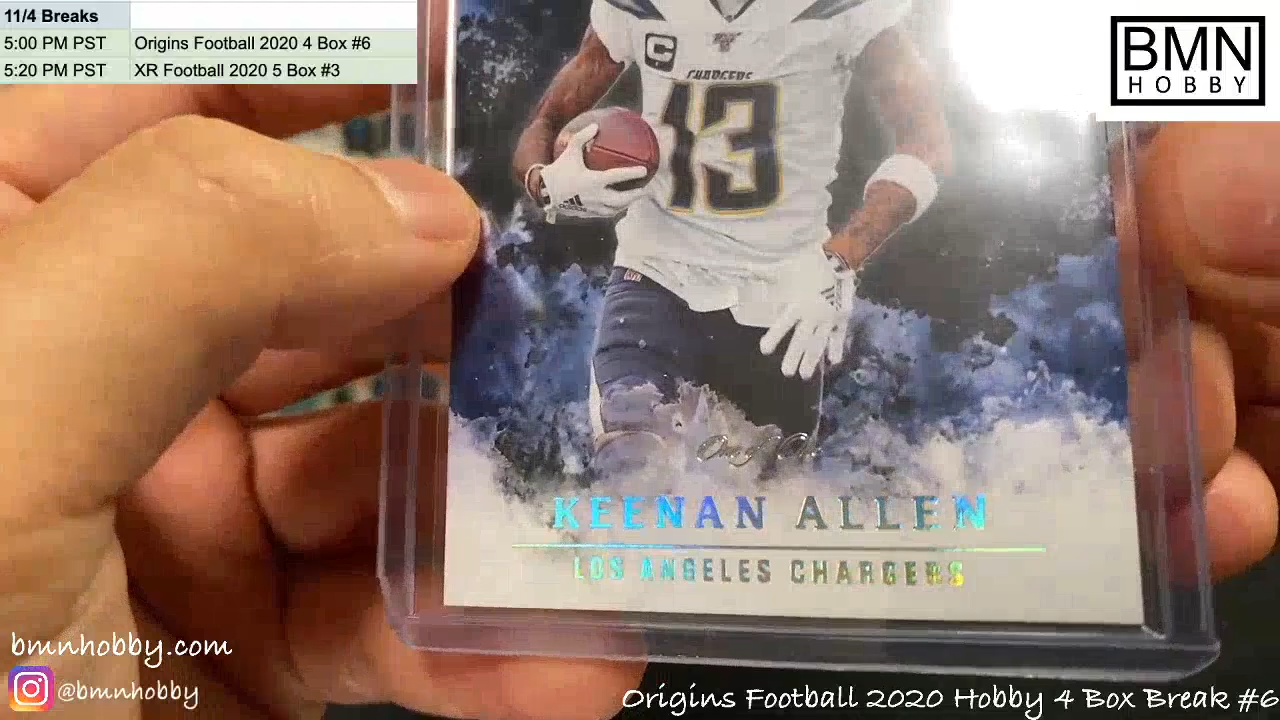 11/4 Breaks
5:00 PM PST Origins Football 2020 4 Box #6
5:20 PM PST XR Football 2020 5 Box #3
BMN
HOBBY
C
CHARGERS
13
adidas
KEENAN ALLEN
LOS ANGELES CHARGERS
bmnhobby.com
@bmnhobby
Origins Football 2020 Hobby 4 Box Break #6